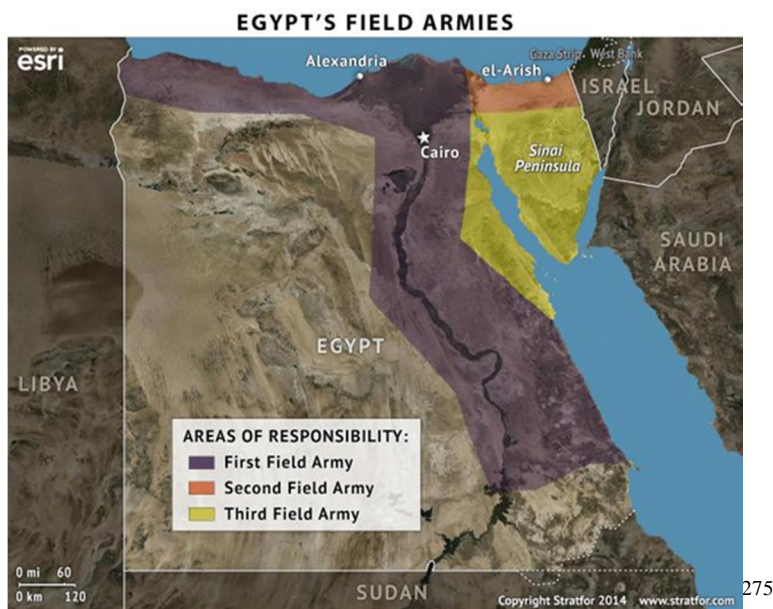 EGYPT'S FIELD ARMIES
POWERED BY
esri
Alexandria
el-Arish
Gaza Strip
West Bank
ISRAEL
JORDAN
Cairo
Sinai
Peninsula
SAUDI
ARABIA
EGYPT
LIBYA
AREAS OF RESPONSIBILITY:
First Field Army
Second Field Army
Third Field Army
0 mi 60
0 km 120
SUDAN
Copyright Stratfor 2014 www.stratfor.com
275